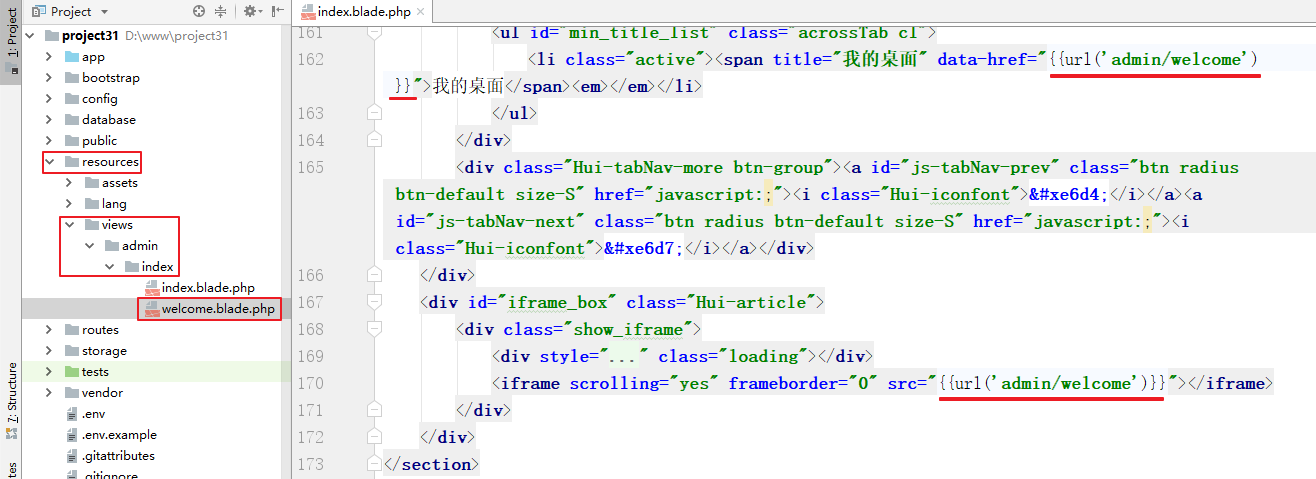 1: Project
7: Structure
tes
Project
project31 D:\www\project31
app
bootstrap
config
database
public
resources
assets
lang
views
admin
index
index.blade.php
welcome.blade.php
routes
storage
tests
vendor
.env
.env.example
.gitattributes
.gitignore
index.blade.php
161 <ul id="min_title_list" class="acrossTab cl">
162 <li class="active"><span title="我的桌面" data-href="{{url('admin/welcome')
}}">我的桌面</span><em></em></li>
163 </ul>
164 </div>
165 <div class="Hui-tabNav-more btn-group"><a id="js-tabNav-prev" class="btn radius
btn-default size-S" href="javascript:;"><i class="Hui-iconfont">&#xe6d4;</i></a><a
id="js-tabNav-next" class="btn radius btn-default size-S" href="javascript:;"><i
class="Hui-iconfont">&#xe6d7;</i></a></div>
166 </div>
167 <div id="iframe_box" class="Hui-article">
168 <div class="show_iframe">
169 <div style="..." class="loading"></div>
170 <iframe scrolling="yes" frameborder="0" src="{{url('admin/welcome')}}"></iframe>
171 </div>
172 </div>
173 </section>